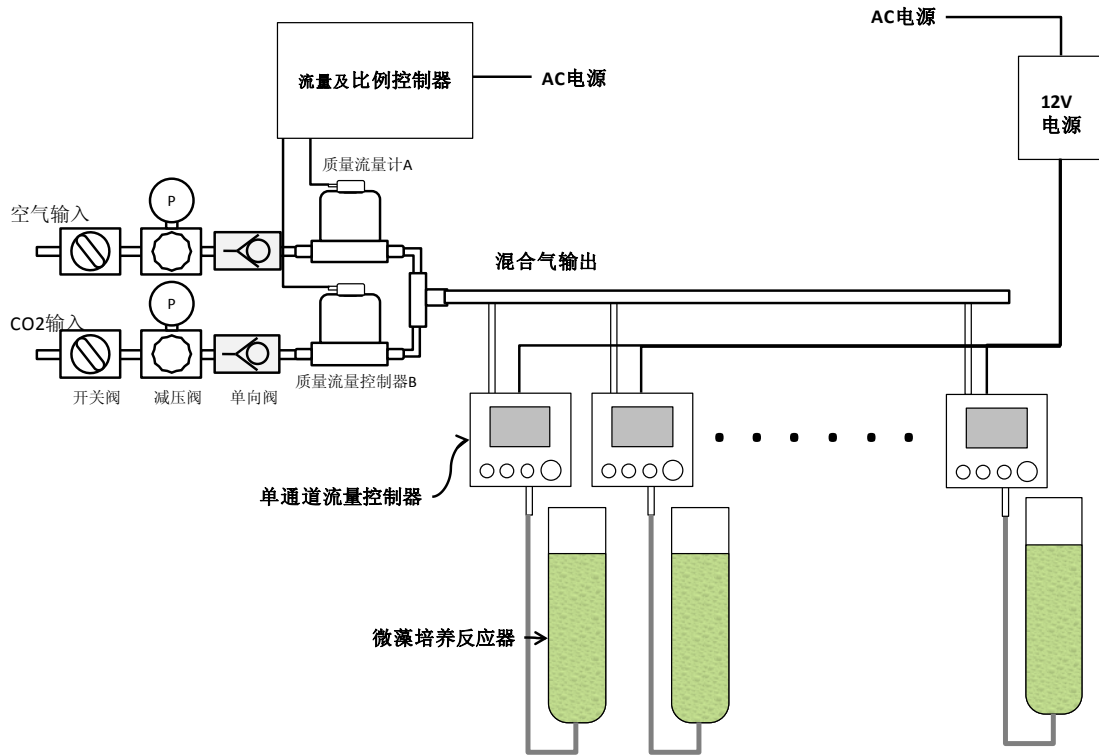 AC电源
流量及比例控制器
AC电源
12V
电源
质量流量计A
P
空气输入
混合气输出
P
CO2输入
质量流量控制器B
开关阀
减压阀
单向阀
单通道流量控制器
微藻培养反应器